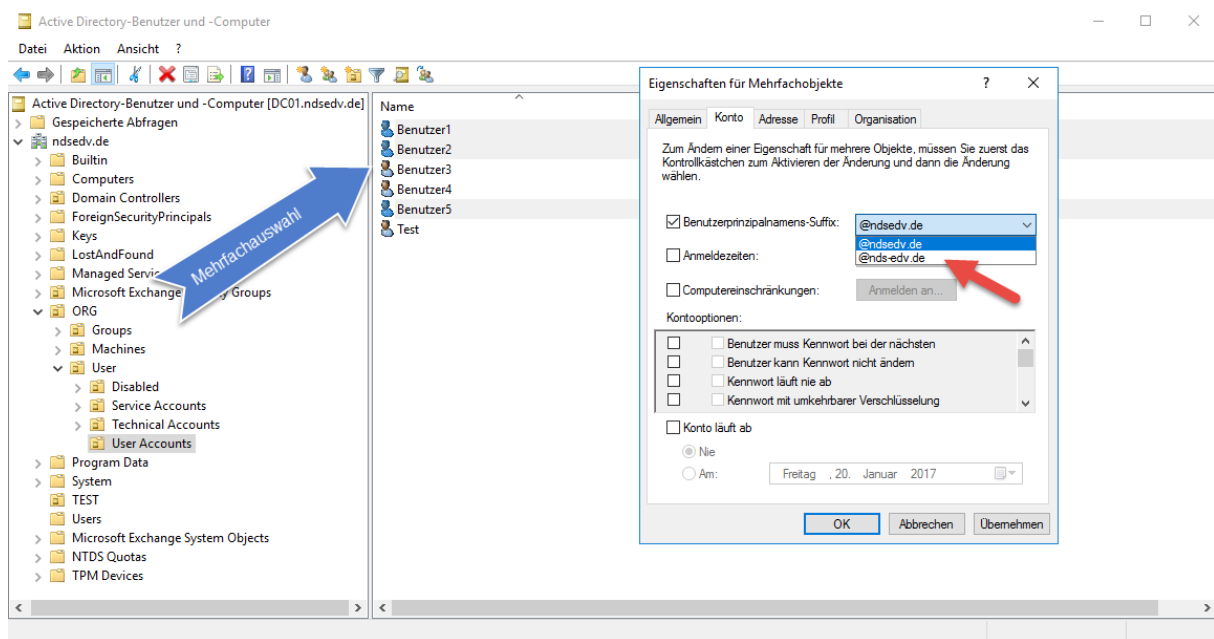 Active Directory-Benutzer und -Computer
Datei Aktion Ansicht ?
Active Directory-Benutzer und -Computer [DC01.ndsedv.de]
Gespeicherte Abfragen
ndsedv.de
Builtin
Computers
Domain Controllers
ForeignSecurityPrincipals
Keys
LostAndFound
Managed Servic
Microsoft Exchange y Groups
ORG
Groups
Machines
User
Disabled
Service Accounts
Technical Accounts
User Accounts
Program Data
System
TEST
Users
Microsoft Exchange System Objects
NTDS Quotas
TPM Devices
Mehrfachauswahl
Name
Benutzer1
Benutzer2
Benutzer3
Benutzer4
Benutzer5
Test
Eigenschaften für Mehrfachobjekte ?
Allgemein Konto Adresse Profil Organisation
Zum Ändern einer Eigenschaft für mehrere Objekte, müssen Sie zuerst das
Kontrollkästchen zum Aktivieren der Änderung und dann die Änderung
wählen.
Benutzerprinzipalnamens-Suffix: @ndsedv.de
@ndsedv.de
@nds-edv.de
Anmeldezeiten:
Computereinschränkungen: Anmelden an...
Kontooptionen:
Benutzer muss Kennwort bei der nächsten
Benutzer kann Kennwort nicht ändern
Kennwort läuft nie ab
Kennwort mit umkehrbarer Verschlüsselung
Konto läuft ab
Nie
Am: Freitag , 20. Januar 2017
OK Abbrechen Übernehmen